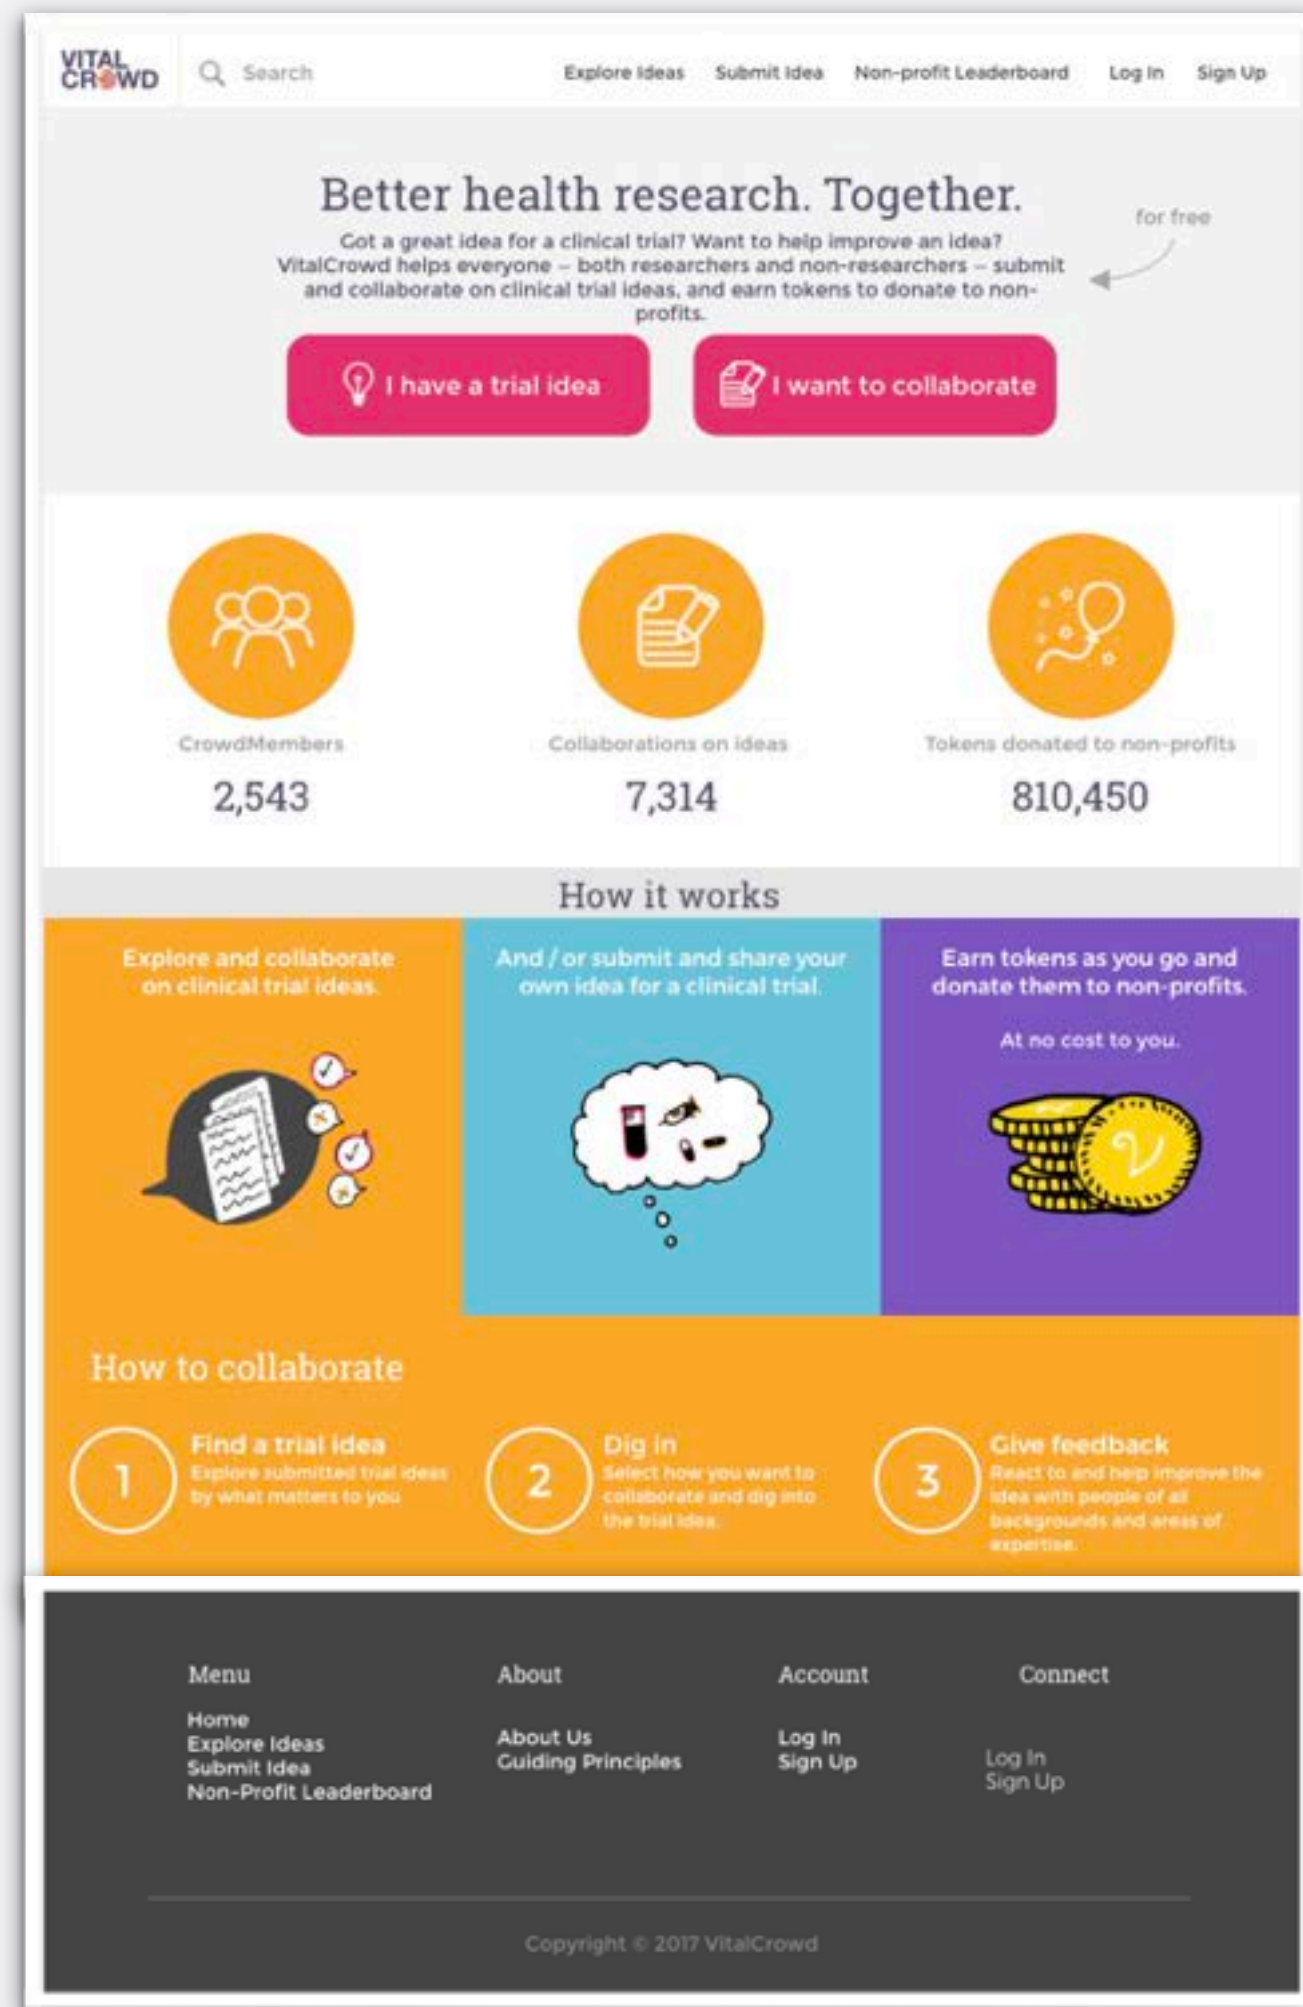 VITAL
CROWD
Search
Explore Ideas
Submit Idea
Non-profit Leaderboard
Log In
Sign Up
Better health research. Together.
Got a great idea for a clinical trial? Want to help improve an idea?
VitalCrowd helps everyone – both researchers and non-researchers – submit
and collaborate on clinical trial ideas, and earn tokens to donate to non-
profits.
for free
I have a trial idea
I want to collaborate
CrowdMembers
2,543
Collaborations on ideas
7,314
Tokens donated to non-profits
810,450
How it works
Explore and collaborate
on clinical trial ideas.
And / or submit and share your
own idea for a clinical trial.
Earn tokens as you go and
donate them to non-profits.
At no cost to you.
V
How to collaborate
1
Find a trial idea
Explore submitted trial ideas
by what matters to you
2
Dig in
Select how you want to
collaborate and dig into
the trial idea.
3
Give feedback
React to and help improve the
idea with people of all
backgrounds and areas of
expertise.
Menu
Home
Explore Ideas
Submit Idea
Non-Profit Leaderboard
About
About Us
Guiding Principles
Account
Log In
Sign Up
Connect
Log In
Sign Up
Copyright © 2017 VitalCrowd